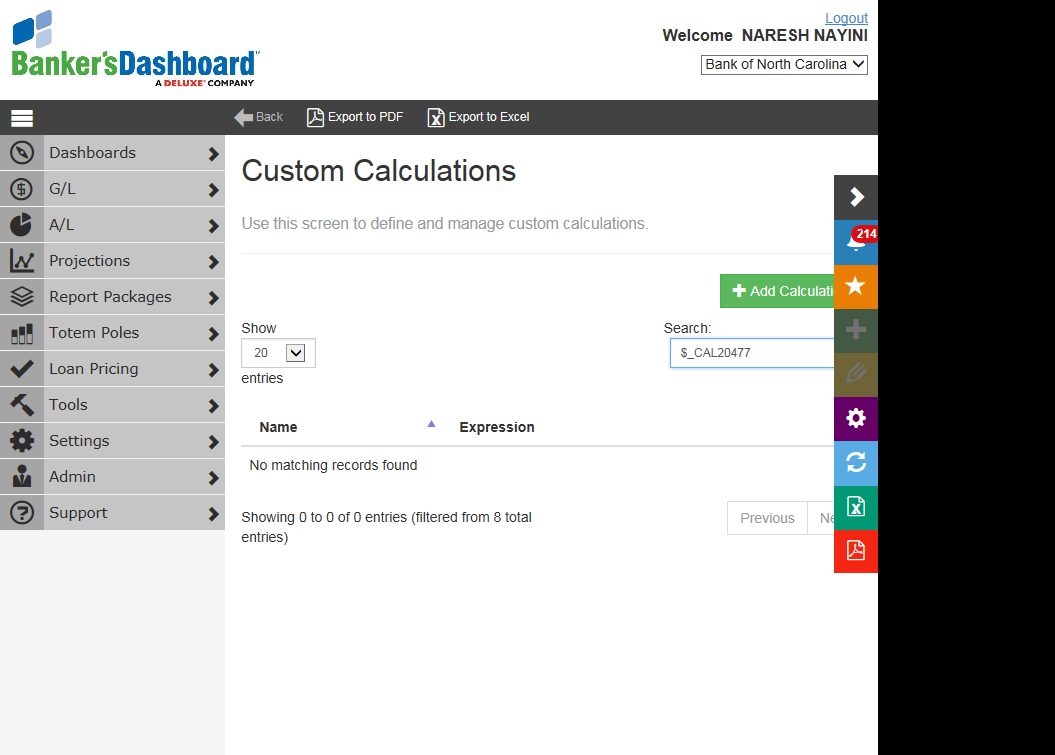 Logout
Welcome NARESH NAYINI
Bank of North Carolina
Banker'sDashboard™
A DELUXE COMPANY
Back
Export to PDF
Export to Excel
Dashboards
G/L
A/L
Projections
Report Packages
Totem Poles
Loan Pricing
Tools
Settings
Admin
Support
Custom Calculations
Use this screen to define and manage custom calculations.
214
Add Calculati
Show
20
entries
Search:
$_CAL20477
Name
Expression
No matching records found
Showing 0 to 0 of 0 entries (filtered from 8 total
entries)
Previous
Ne